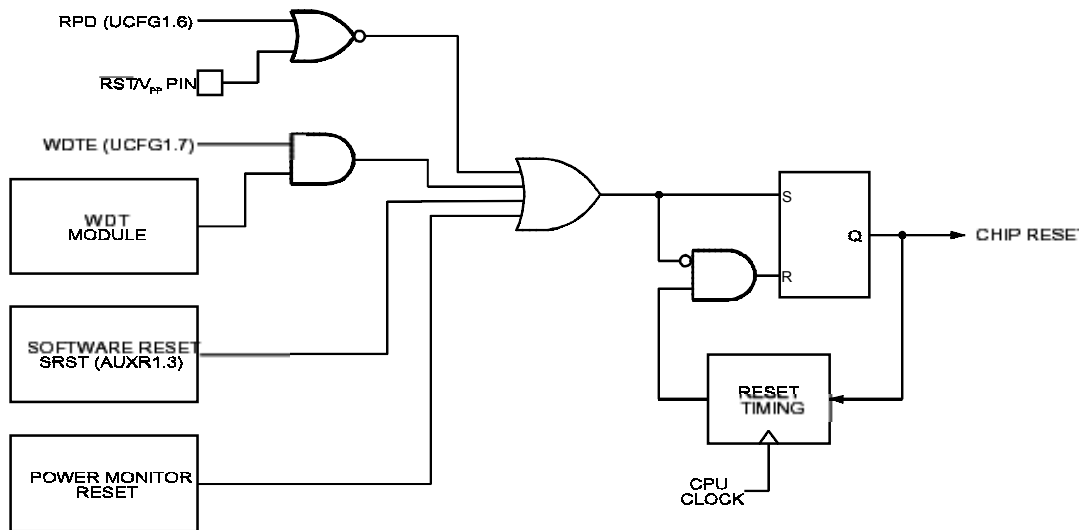 RPD (UCFG1.6)
RST/VPP PIN
WDTE (UCFG1.7)
WDT
MODULE
SOFTWARE RESET
SRST (AUXR1.3)
POWER MONITOR
RESET
S
Q
R
CHIP RESET
RESET
TIMING
CPU
CLOCK